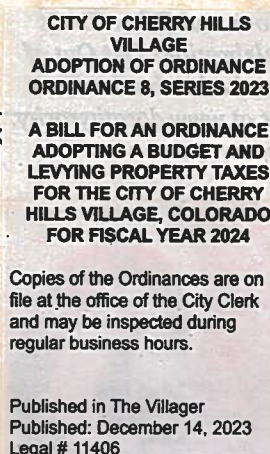 CITY OF CHERRY HILLS
VILLAGE
ADOPTION OF ORDINANCE
ORDINANCE 8, SERIES 2023
A BILL FOR AN ORDINANCE
ADOPTING A BUDGET AND
LEVYING PROPERTY TAXES
FOR THE CITY OF CHERRY
HILLS VILLAGE, COLORADO
FOR FISCAL YEAR 2024
Copies of the Ordinances are on
file at the office of the City Clerk
and may be inspected during
regular business hours.
Published in The Villager
Published: December 14, 2023
Legal # 11406